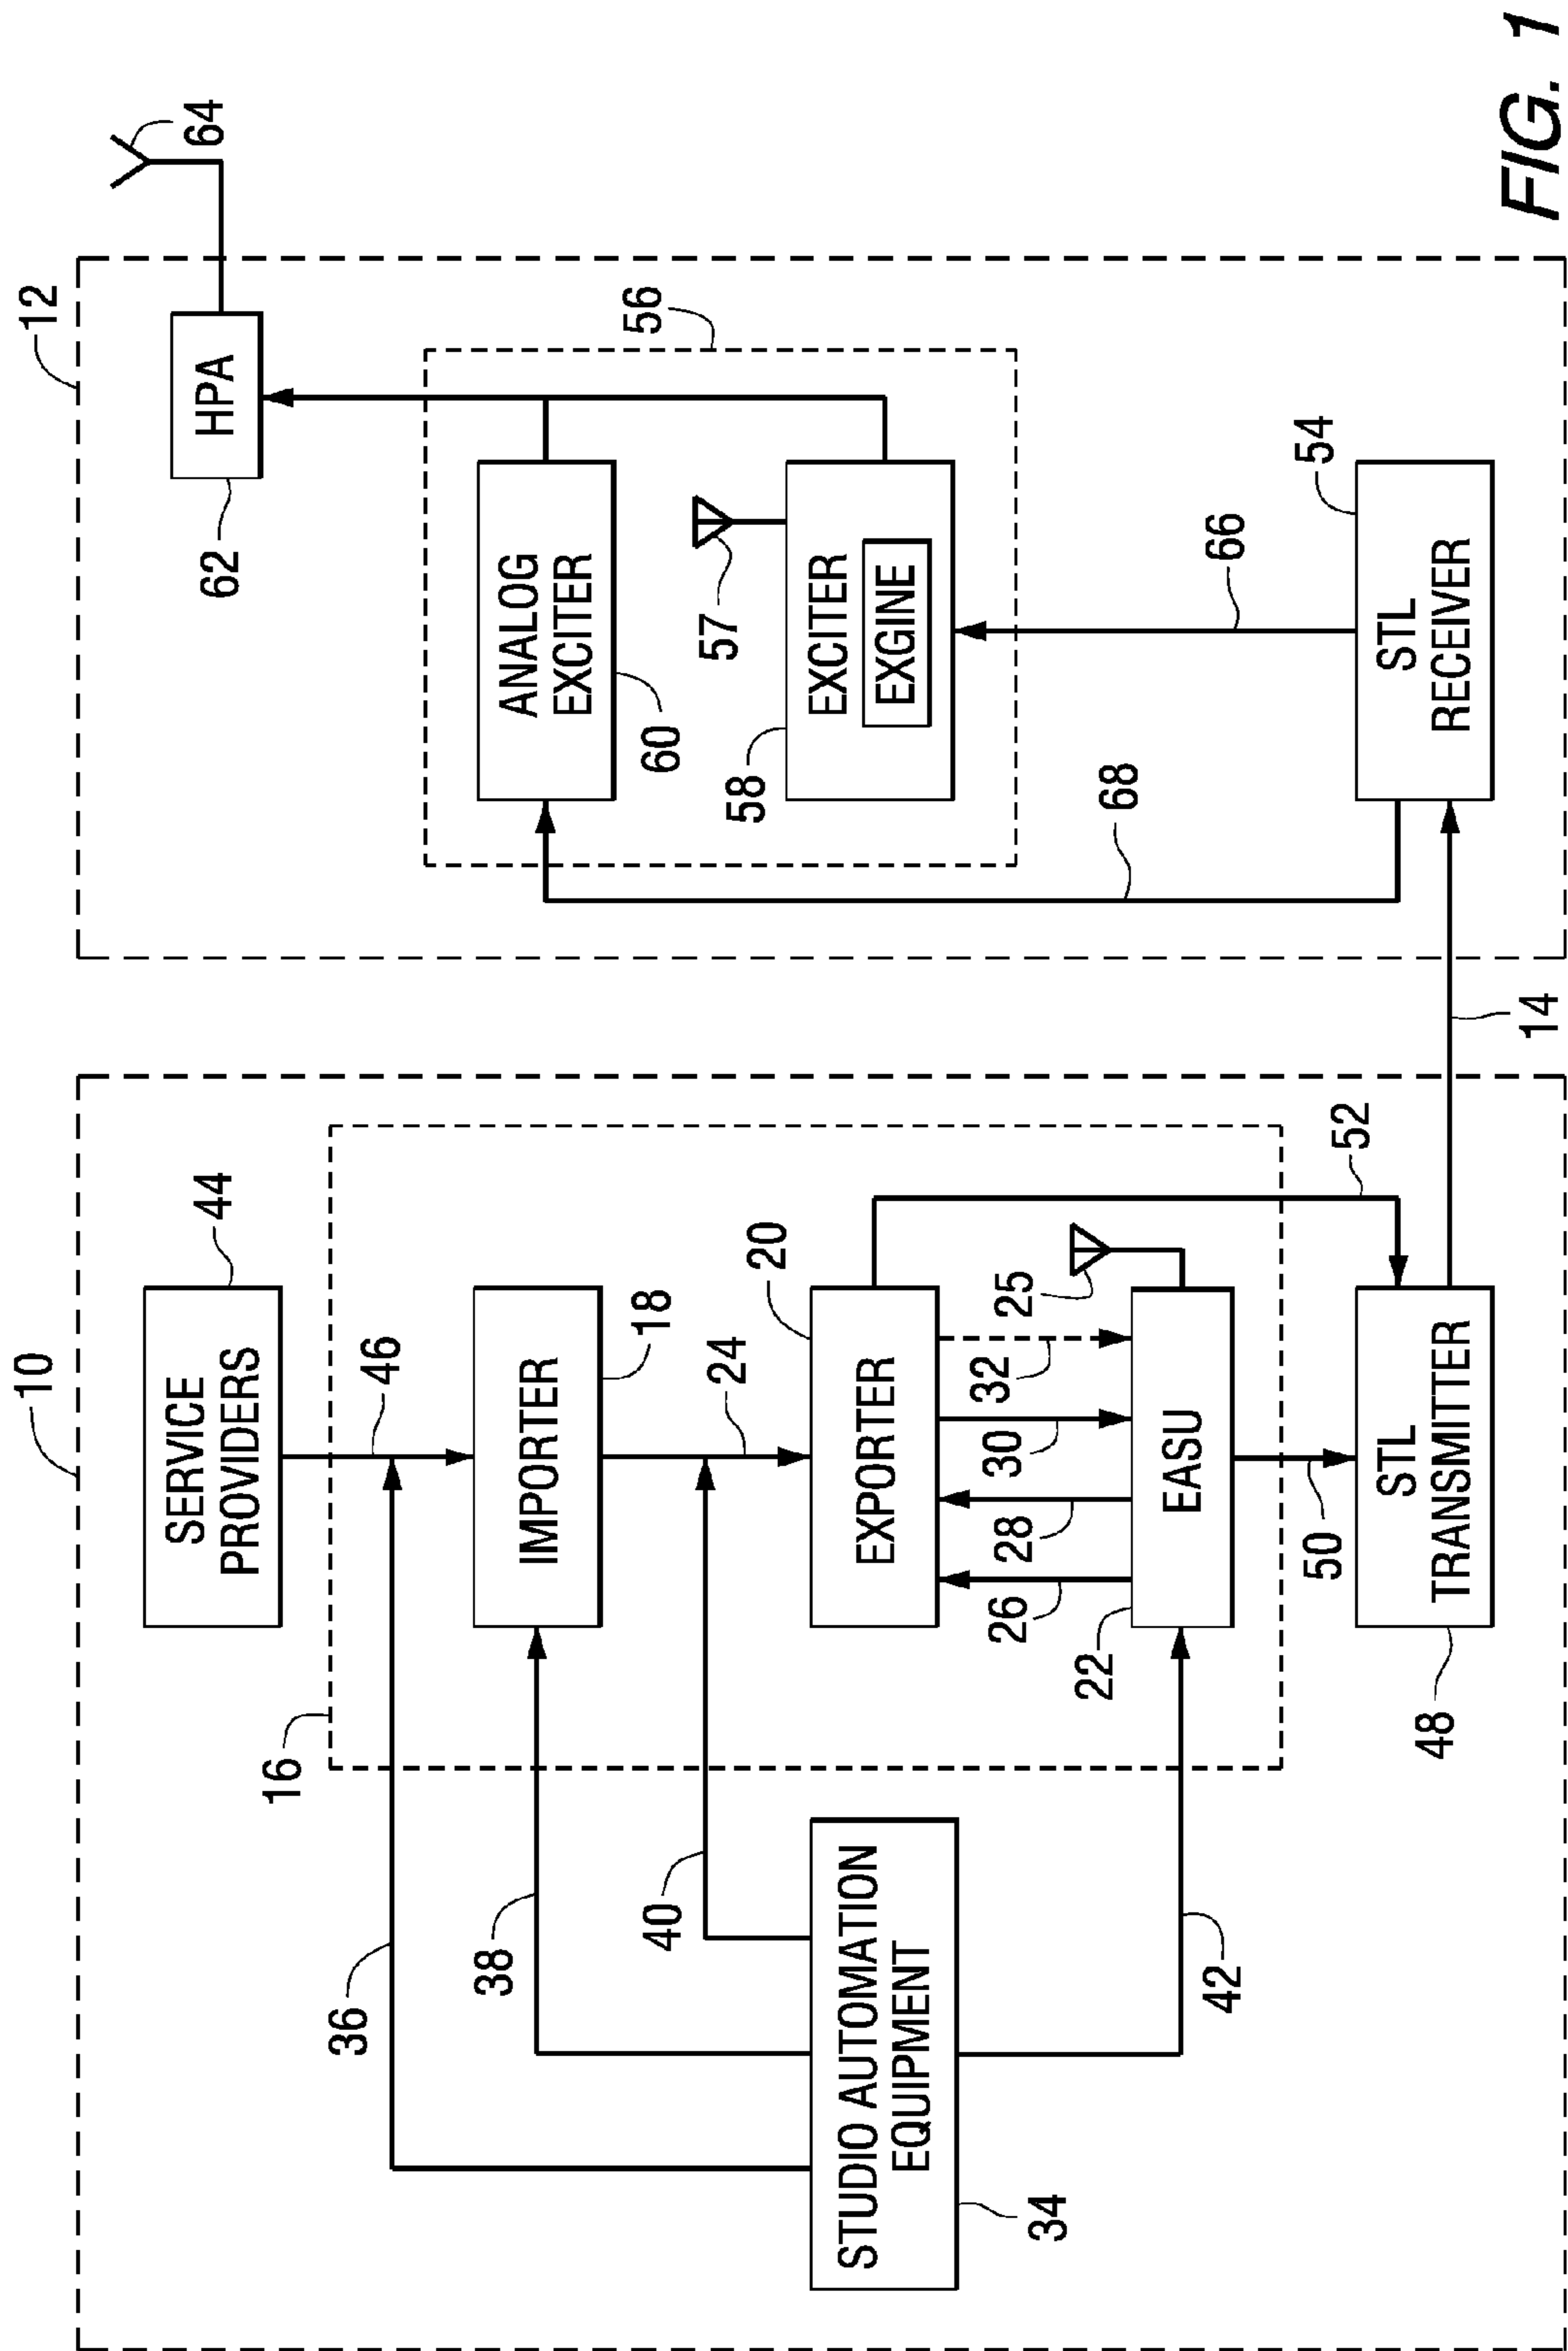 10
12
SERVICE
PROVIDERS
44
HPA
62
64
46
16
36
IMPORTER
18
38
ANALOG
EXCITER
60
56
24
40
57
EXCITER
EXGINE
58
STUDIO AUTOMATION
EQUIPMENT
34
EXPORTER
20
26
28
30
32
25
68
66
EASU
22
42
50
52
STL
TRANSMITTER
48
STL
RECEIVER
54
14
FIG. 1